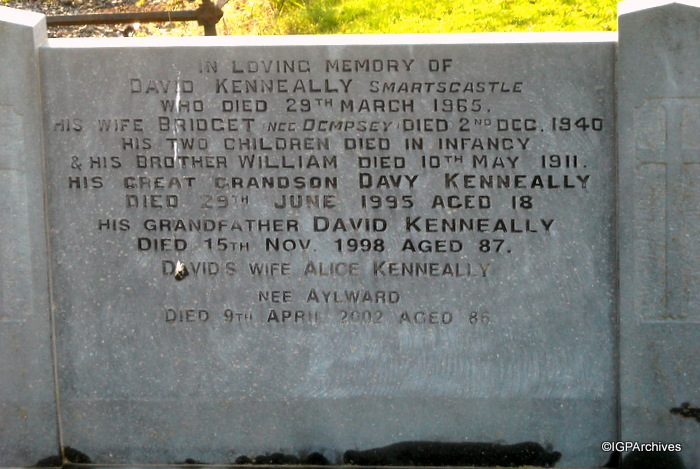 IN LOVING MEMORY OF
DAVID KENNEALLY SMARTSCASTLE
WHO DIED 29TH MARCH 1965.
HIS WIFE BRIDGET (NEE DEMPSEY) DIED 2ND DEC. 1940
HIS TWO CHILDREN DIED IN INFANCY
& HIS BROTHER WILLIAM DIED 10TH MAY 1911.
HIS GREAT GRANDSON DAVY KENNEALLY
DIED 29TH JUNE 1995 AGED 18
HIS GRANDFATHER DAVID KENNEALLY
DIED 15TH NOV. 1998 AGED 87.
DAVID'S WIFE ALICE KENNEALLY
NEE AYLWARD
DIED 9TH APRIL 2002 AGED 86
©IGPArchives